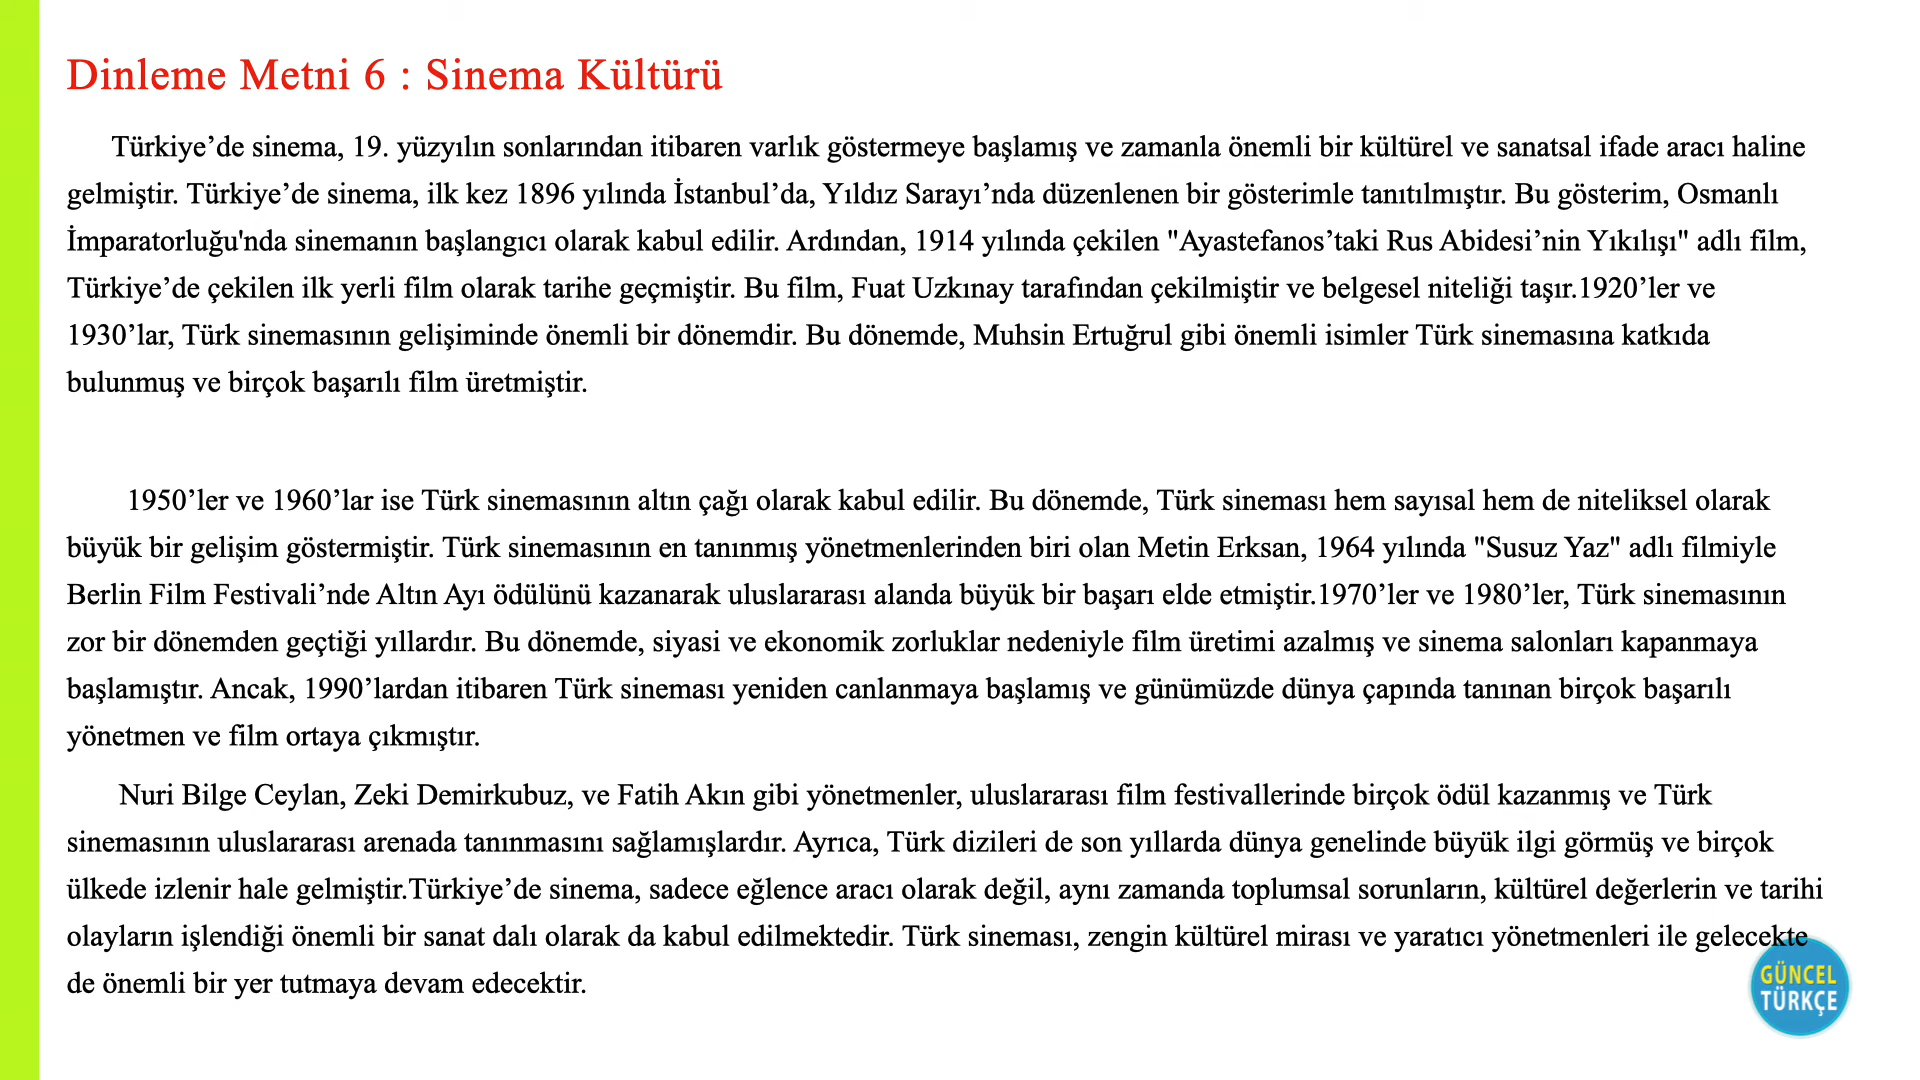 Dinleme Metni 6 : Sinema Kültürü
Türkiye’de sinema, 19. yüzyılın sonlarından itibaren varlık göstermeye başlamış ve zamanla önemli bir kültürel ve sanatsal ifade aracı haline
gelmiştir. Türkiye’de sinema, ilk kez 1896 yılında İstanbul’da, Yıldız Sarayı’nda düzenlenen bir gösterimle tanıtılmıştır. Bu gösterim, Osmanlı
İmparatorluğu'nda sinemanın başlangıcı olarak kabul edilir. Ardından, 1914 yılında çekilen "Ayastefanos’taki Rus Abidesi’nin Yıkılışı" adlı film,
Türkiye’de çekilen ilk yerli film olarak tarihe geçmiştir. Bu film, Fuat Uzkınay tarafından çekilmiştir ve belgesel niteliği taşır.1920’ler ve
1930’lar, Türk sinemasının gelişiminde önemli bir dönemdir. Bu dönemde, Muhsin Ertuğrul gibi önemli isimler Türk sinemasına katkıda
bulunmuş ve birçok başarılı film üretmiştir.
1950’ler ve 1960’lar ise Türk sinemasının altın çağı olarak kabul edilir. Bu dönemde, Türk sineması hem sayısal hem de niteliksel olarak
büyük bir gelişim göstermiştir. Türk sinemasının en tanınmış yönetmenlerinden biri olan Metin Erksan, 1964 yılında "Susuz Yaz" adlı filmiyle
Berlin Film Festivali’nde Altın Ayı ödülünü kazanarak uluslararası alanda büyük bir başarı elde etmiştir.1970’ler ve 1980’ler, Türk sinemasının
zor bir dönemden geçtiği yıllardır. Bu dönemde, siyasi ve ekonomik zorluklar nedeniyle film üretimi azalmış ve sinema salonları kapanmaya
başlamıştır. Ancak, 1990’lardan itibaren Türk sineması yeniden canlanmaya başlamış ve günümüzde dünya çapında tanınan birçok başarılı
yönetmen ve film ortaya çıkmıştır.
Nuri Bilge Ceylan, Zeki Demirkubuz, ve Fatih Akın gibi yönetmenler, uluslararası film festivallerinde birçok ödül kazanmış ve Türk
sinemasının uluslararası arenada tanınmasını sağlamışlardır. Ayrıca, Türk dizileri de son yıllarda dünya genelinde büyük ilgi görmüş ve birçok
ülkede izlenir hale gelmiştir.Türkiye’de sinema, sadece eğlence aracı olarak değil, aynı zamanda toplumsal sorunların, kültürel değerlerin ve tarihi
olayların işlendiği önemli bir sanat dalı olarak da kabul edilmektedir. Türk sineması, zengin kültürel mirası ve yaratıcı yönetmenleri ile gelecekte
de önemli bir yer tutmaya devam edecektir.
GÜNCEL
TÜRKÇE